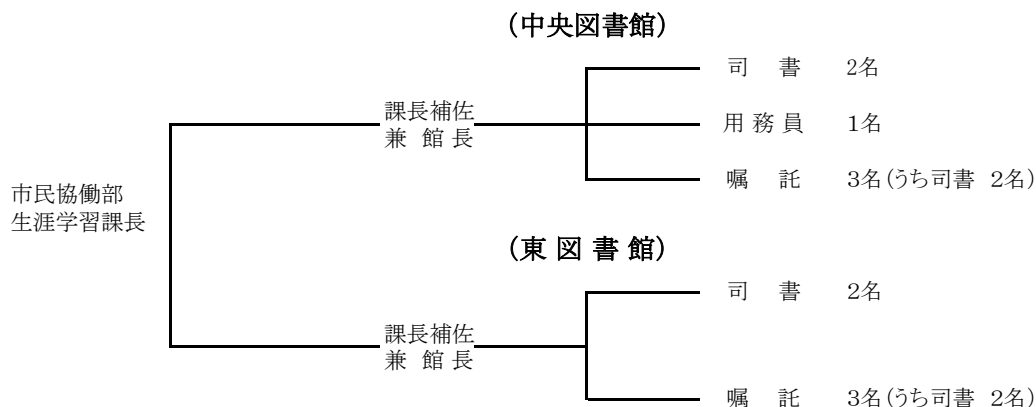 (中央図書館)
司 書 2名
課長補佐
兼 館 長
用 務 員 1名
嘱 託 3名(うち司書 2名)
市民協働部
生涯学習課長
(東 図 書 館)
司 書 2名
課長補佐
兼 館 長
嘱 託 3名(うち司書 2名)